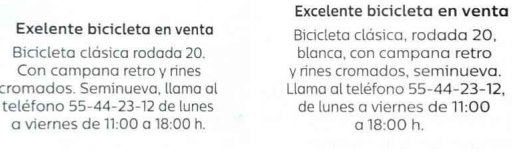 Exelente bicicleta en venta
Bicicleta clásica rodada 20.
Con campana retro y rines
cromados. Seminueva, llama al
teléfono 55-44-23-12 de lunes
a viernes de 11:00 a 18:00 h.
Excelente bicicleta en venta
Bicicleta clásica, rodada 20,
blanca, con campana retro
y rines cromados, seminueva.
Llama al teléfono 55-44-23-12,
de lunes a viernes de 11:00
a 18:00 h.